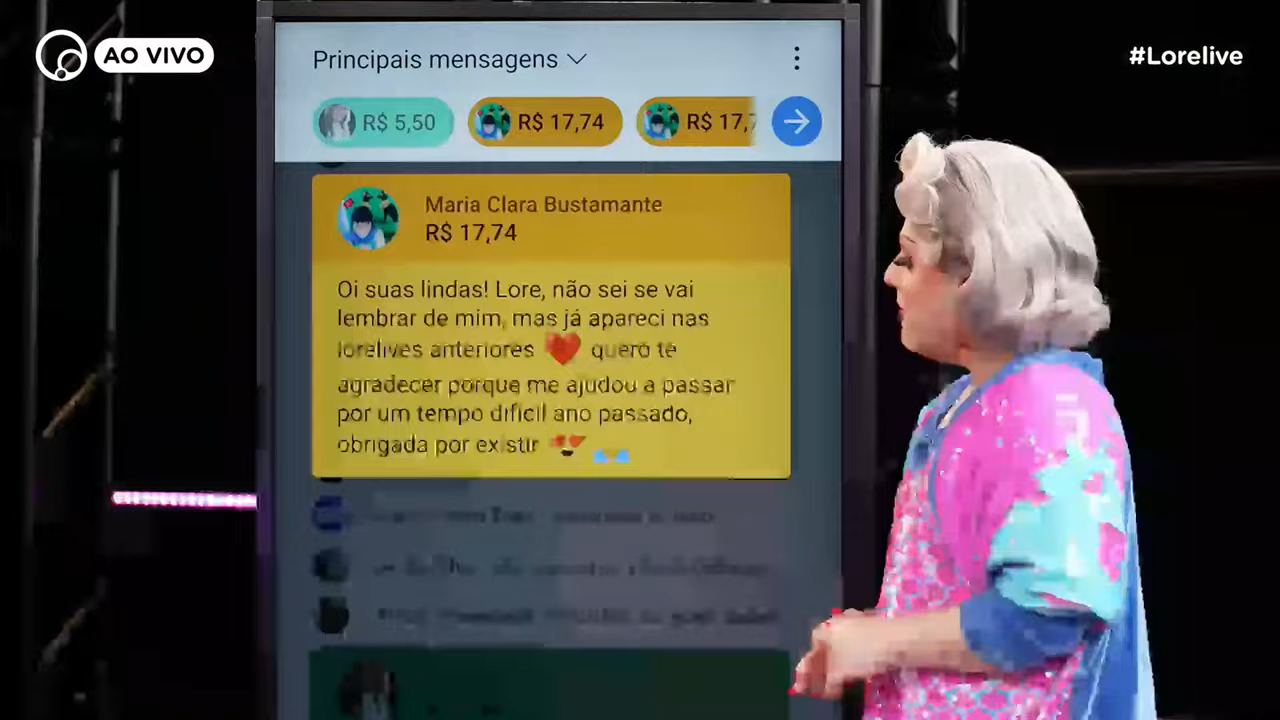 AO VIVO
#Lorelive
Principais mensagens
R$ 5,50
R$ 17,74
R$ 17,7
Maria Clara Bustamante
R$ 17,74
Oi suas lindas! Lore, não sei se vai
lembrar de mim, mas já apareci nas
lorelives anteriores ❤️ quero te
agradecer porque me ajudou a passar
por um tempo difícil ano passado,
obrigada por existir